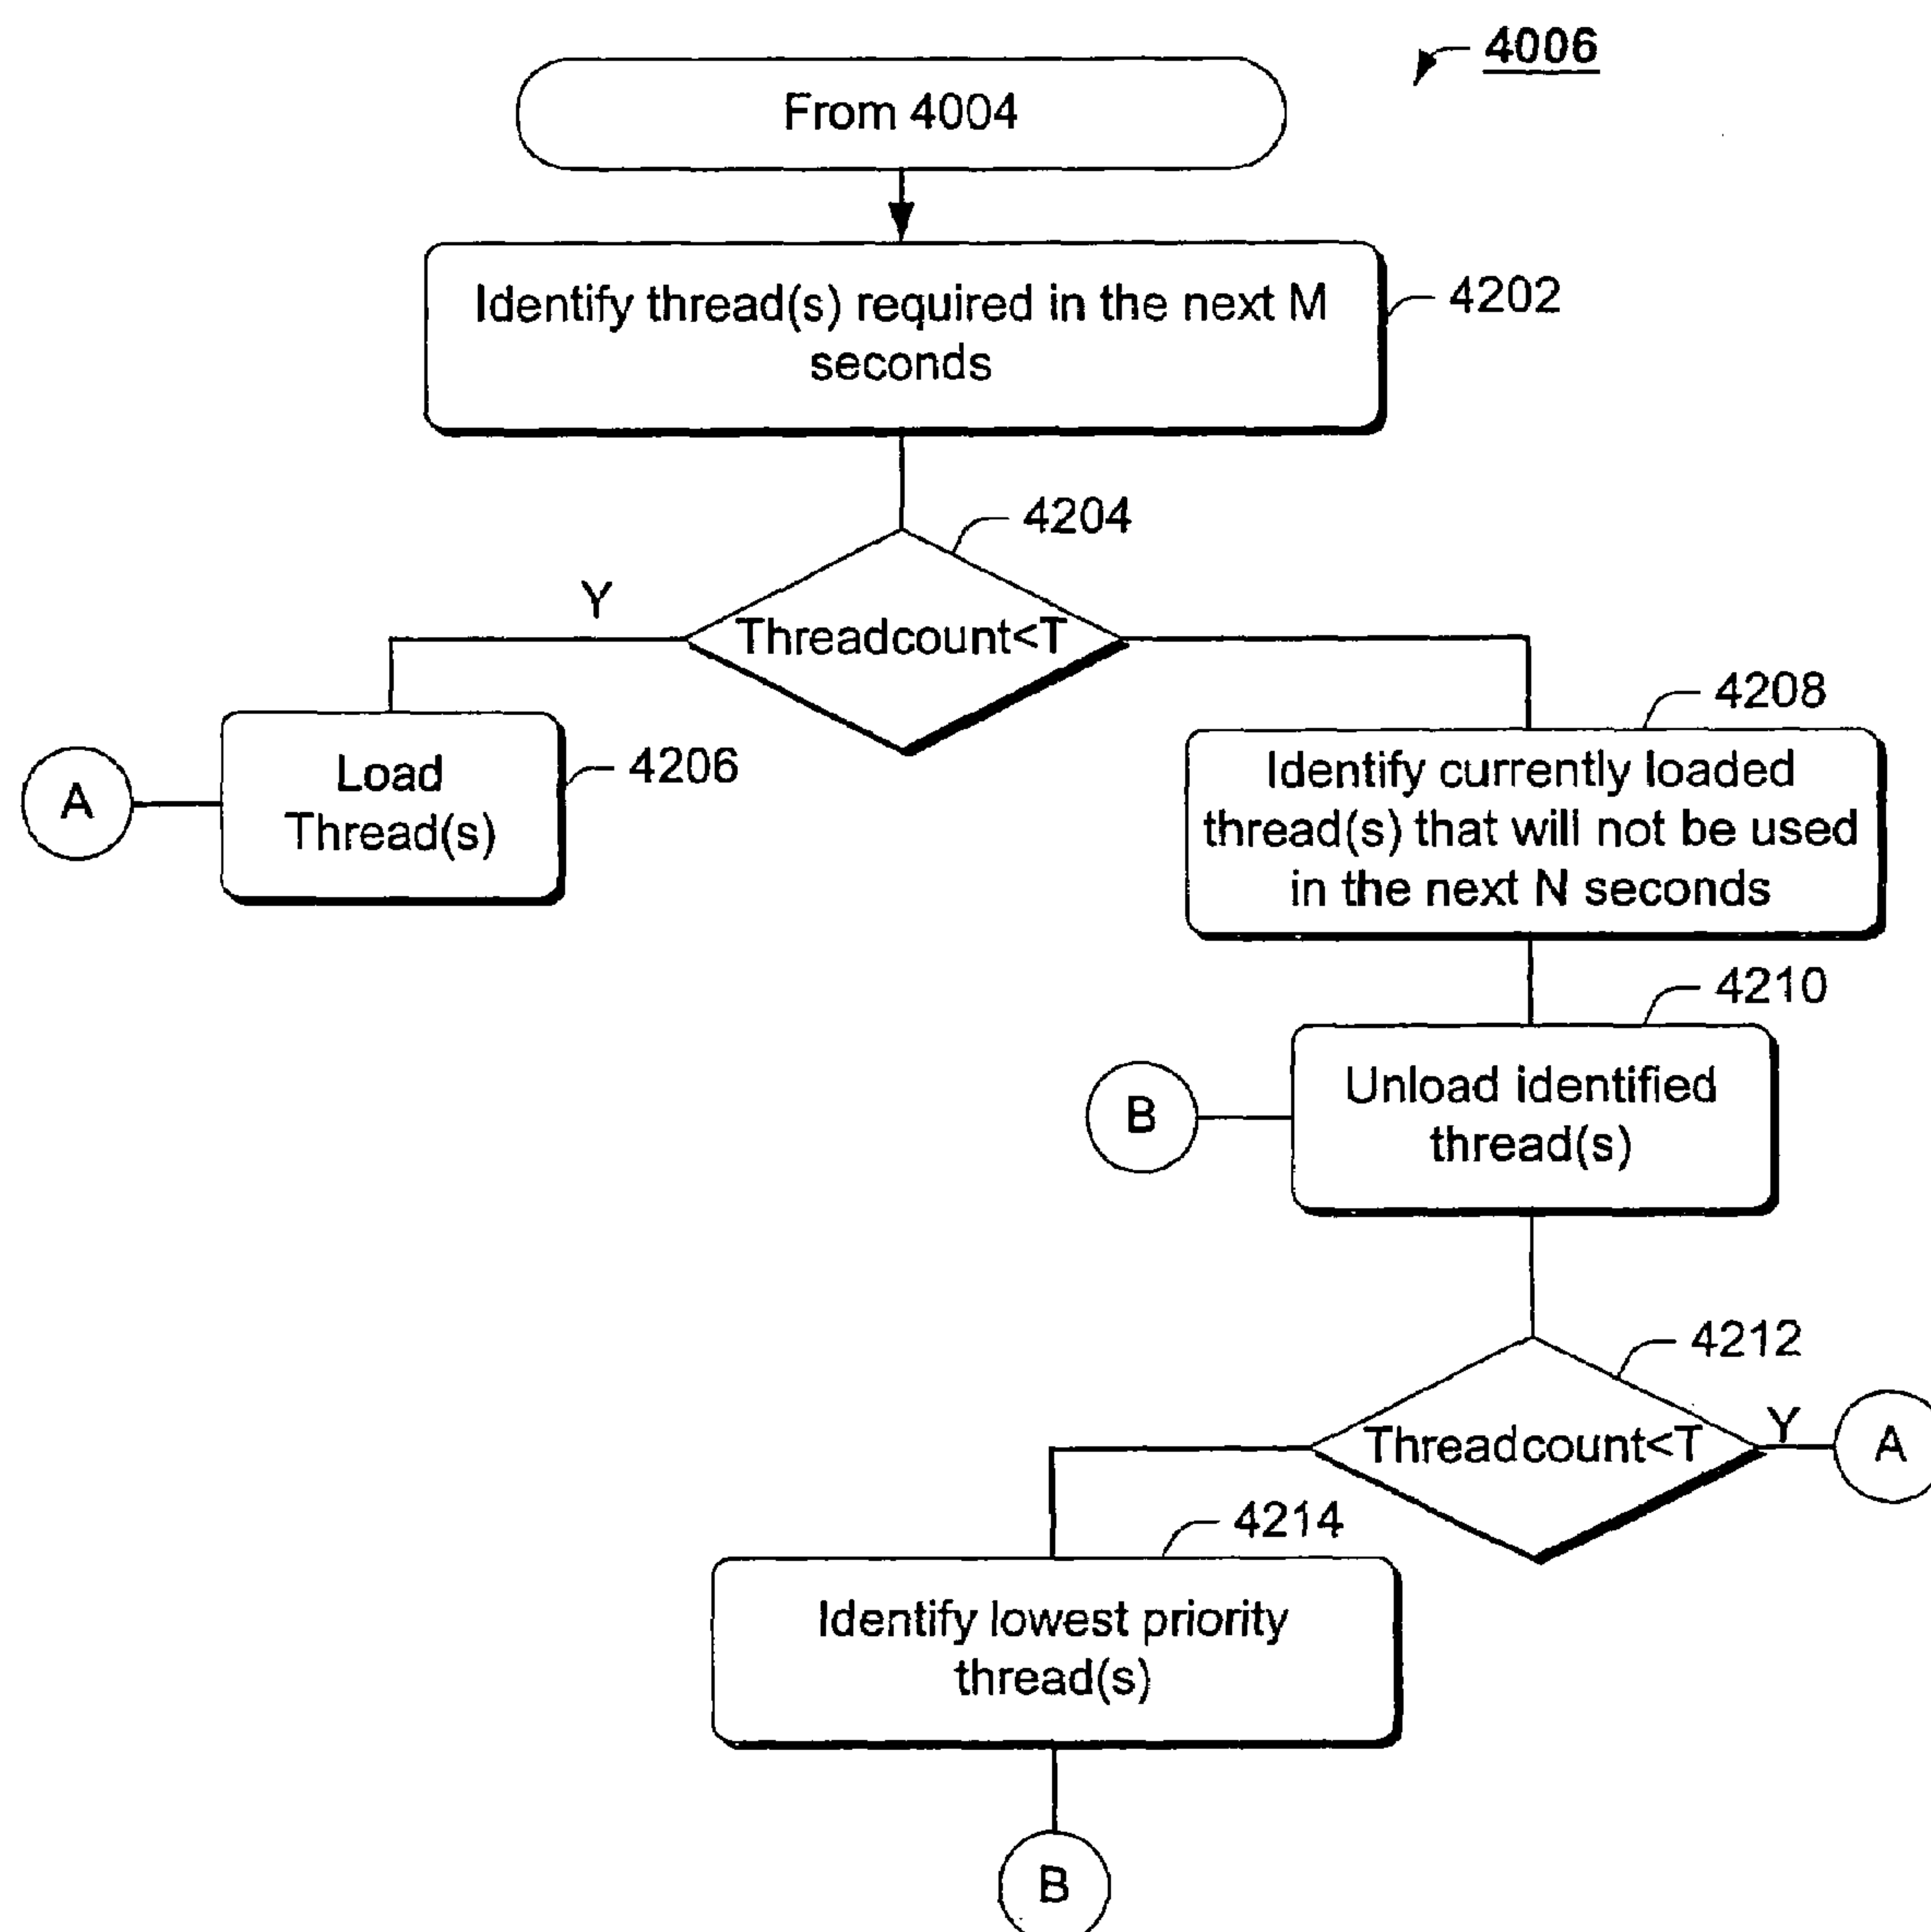 4006
From 4004
Identify thread(s) required in the next M
seconds
4202
4204
Y
Threadcount<T
4208
Identify currently loaded
thread(s) that will not be used
in the next N seconds
A
Load
Thread(s)
4206
4210
B
Unload identified
thread(s)
4212
Threadcount<T
Y
A
4214
Identify lowest priority
thread(s)
B